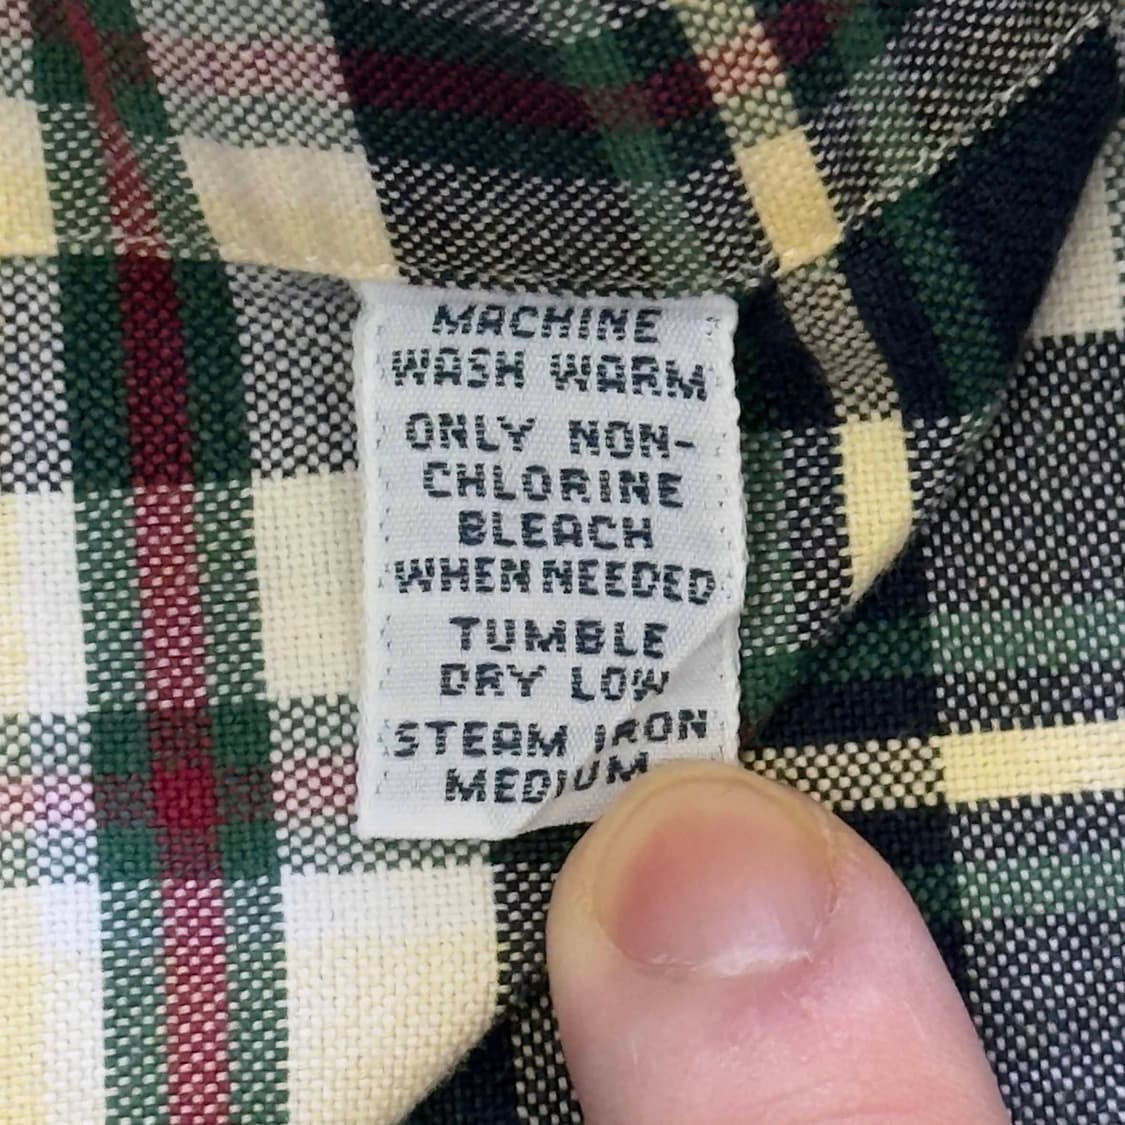 MACHINE
WASH WARM
ONLY NON-
CHLORINE
BLEACH
WHEN NEEDED
TUMBLE
DRY LOW
STEAM IRON
MEDIUM